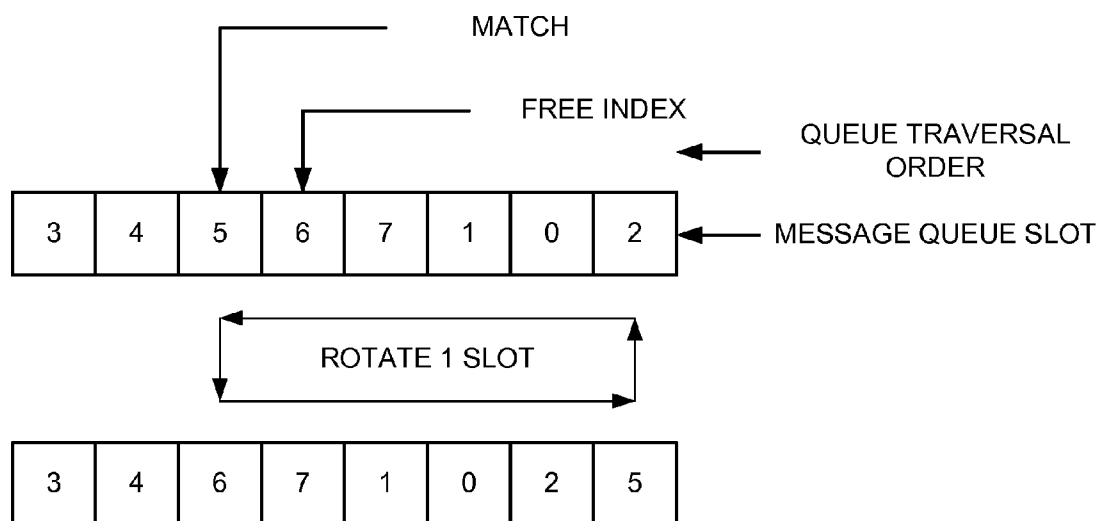 MATCH
FREE INDEX
QUEUE TRAVERSAL
ORDER
3 4 5 6 7 1 0 2
MESSAGE QUEUE SLOT
ROTATE 1 SLOT
3 4 6 7 1 0 2 5